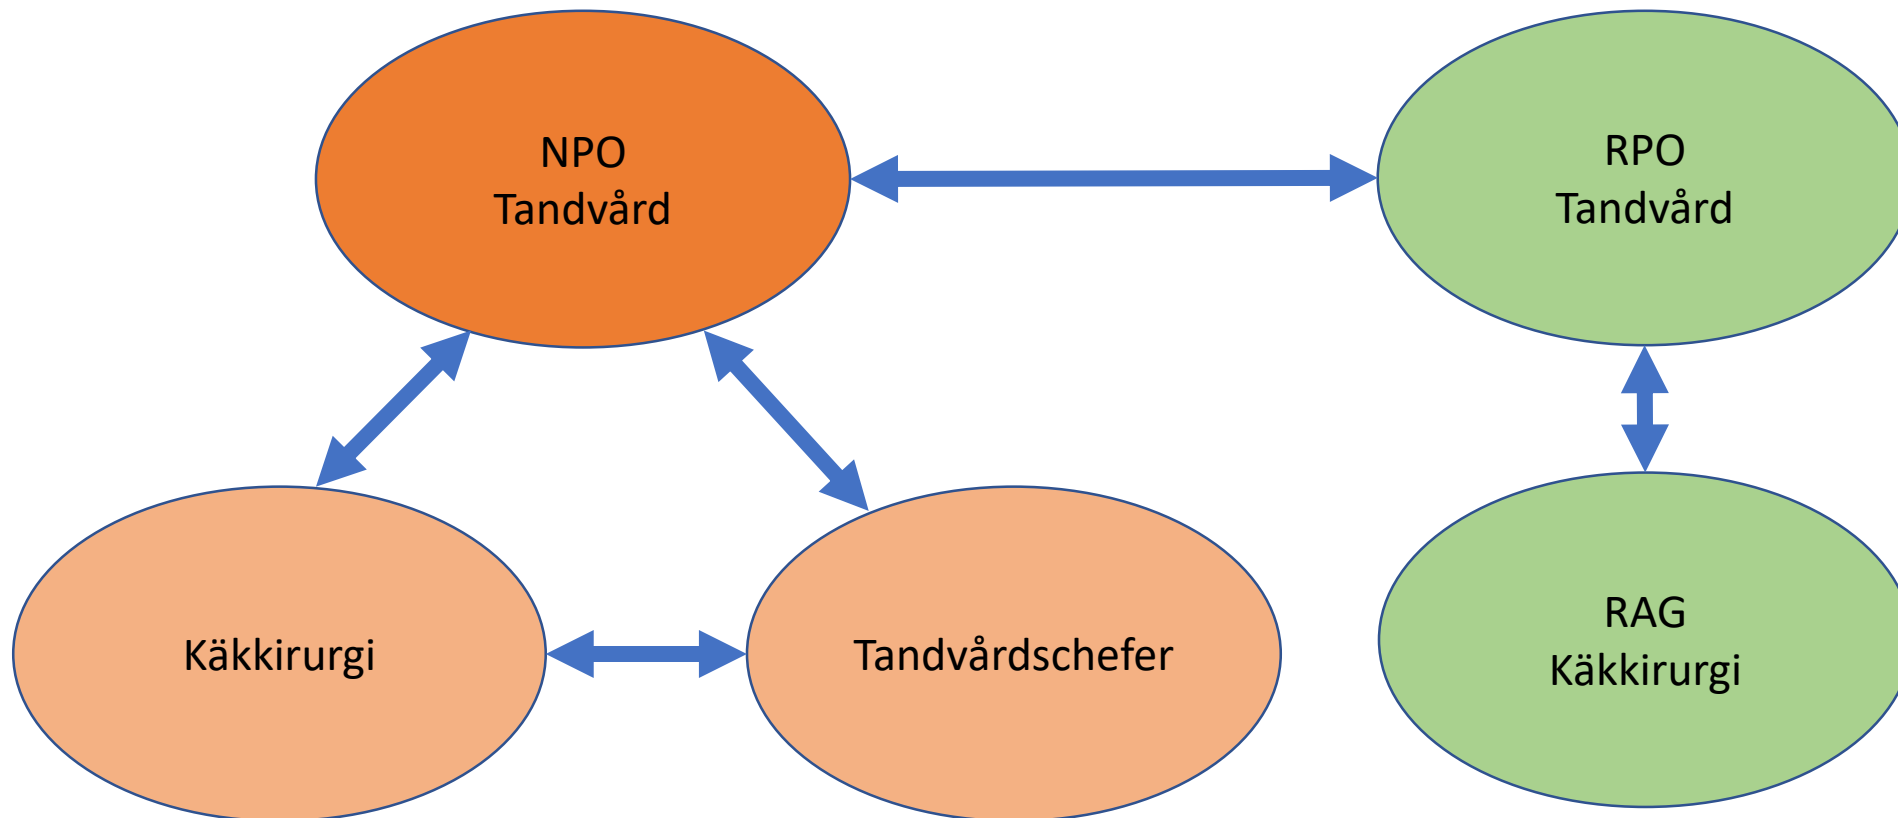 NPO
Tandvård
RPO
Tandvård
Käkkirurgi
Tandvårdschefer
RAG
Käkkirurgi